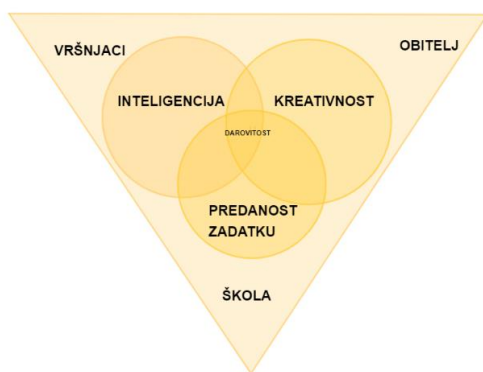 VRŠNJACI
OBITELJ
INTELIGENCIJA
KREATIVNOST
DAROVITOST
PREDANOST
ZADATKU
ŠKOLA